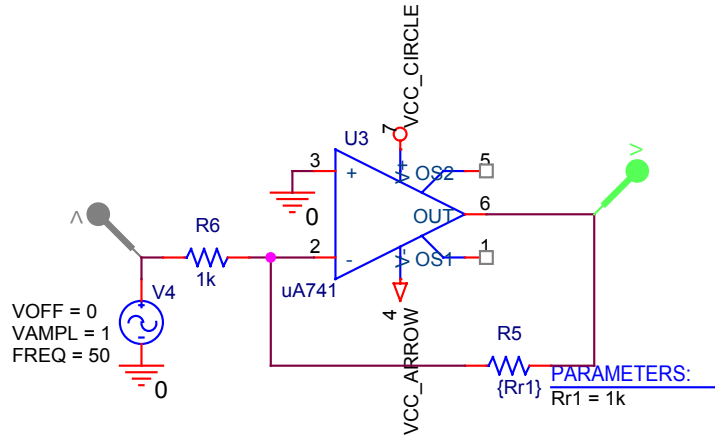 VCC_CIRCLE
7
U3
3
+
V+
OS2
5
0
OUT
6
R6
1k
2
-
V-
OS1
1
uA741
V
V
V4
+
-
VOFF = 0
VAMPL = 1
FREQ = 50
0
4
VCC_ARROW
R5
{Rr1}
PARAMETERS:
Rr1 = 1k